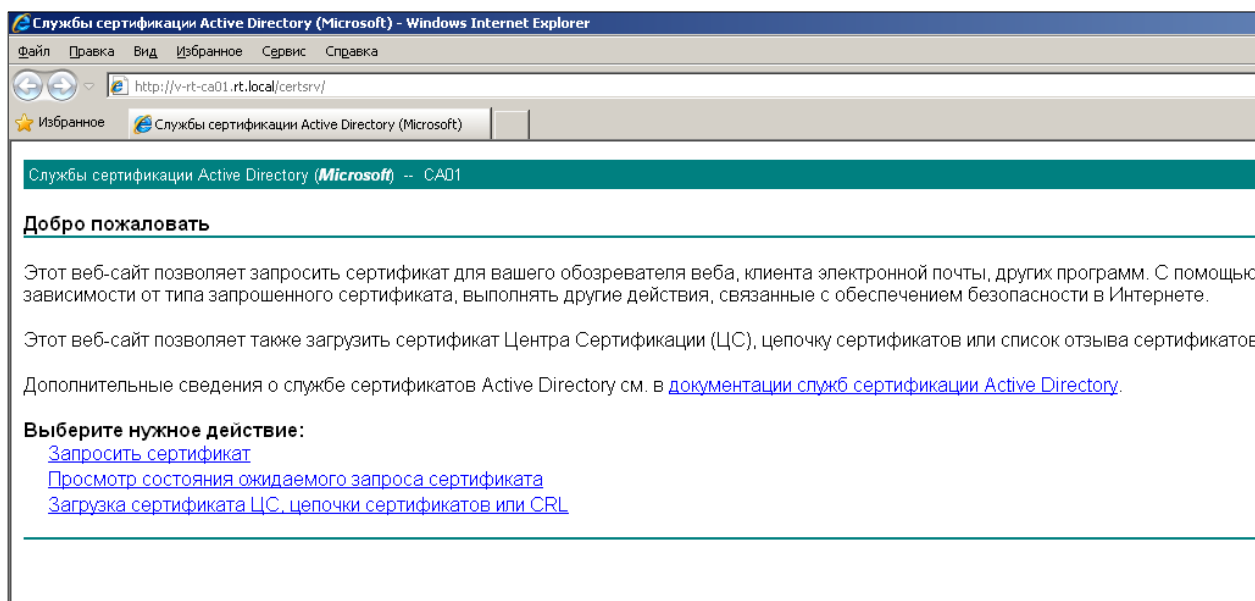 Службы сертификации Active Directory (Microsoft) - Windows Internet Explorer
Файл Правка Вид Избранное Сервис Справка
http://v-rt-ca01.rt.local/certsrv/
Избранное Службы сертификации Active Directory (Microsoft)
Службы сертификации Active Directory (Microsoft) -- CA01
Добро пожаловать
Этот веб-сайт позволяет запросить сертификат для вашего обозревателя веба, клиента электронной почты, других программ. С помощью
зависимости от типа запрошенного сертификата, выполнять другие действия, связанные с обеспечением безопасности в Интернете.
Этот веб-сайт позволяет также загрузить сертификат Центра Сертификации (ЦС), цепочку сертификатов или список отзыва сертификатов
Дополнительные сведения о службе сертификатов Active Directory см. в документации служб сертификации Active Directory.
Выберите нужное действие:
Запросить сертификат
Просмотр состояния ожидаемого запроса сертификата
Загрузка сертификата ЦС, цепочки сертификатов или CRL